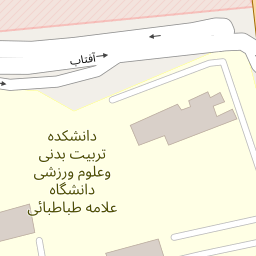 آفتاب
دانشکده
تربیت بدنی
وعلوم ورزشی
دانشگاه
علامه طباطبائی